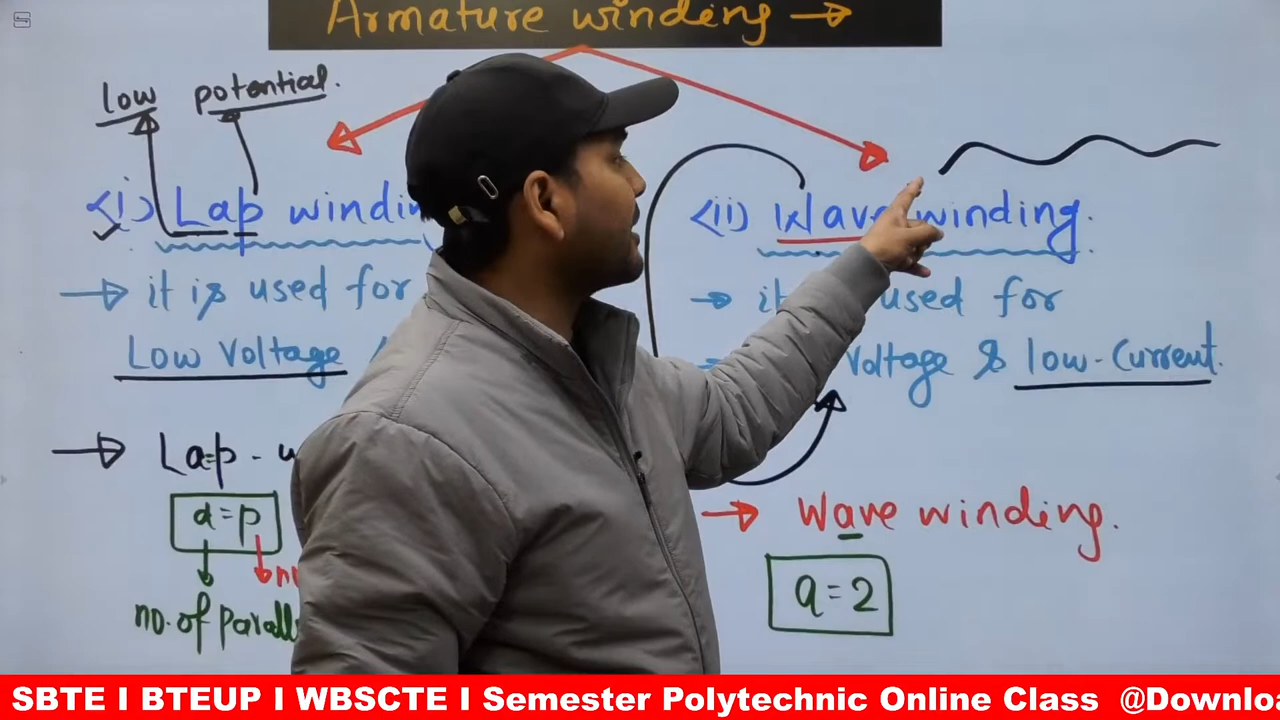 Armature winding →
low potential.
(i) Lap windin
(ii) Wave winding.
→ it is used for
→ it used for
Low Voltage
Voltage & low-Current.
→ Lap - w
→ Wave winding.
a=p
a=2
no. of Parall
SBTE I BTEUP I WBSCTE I Semester Polytechnic Online Class @Downlo